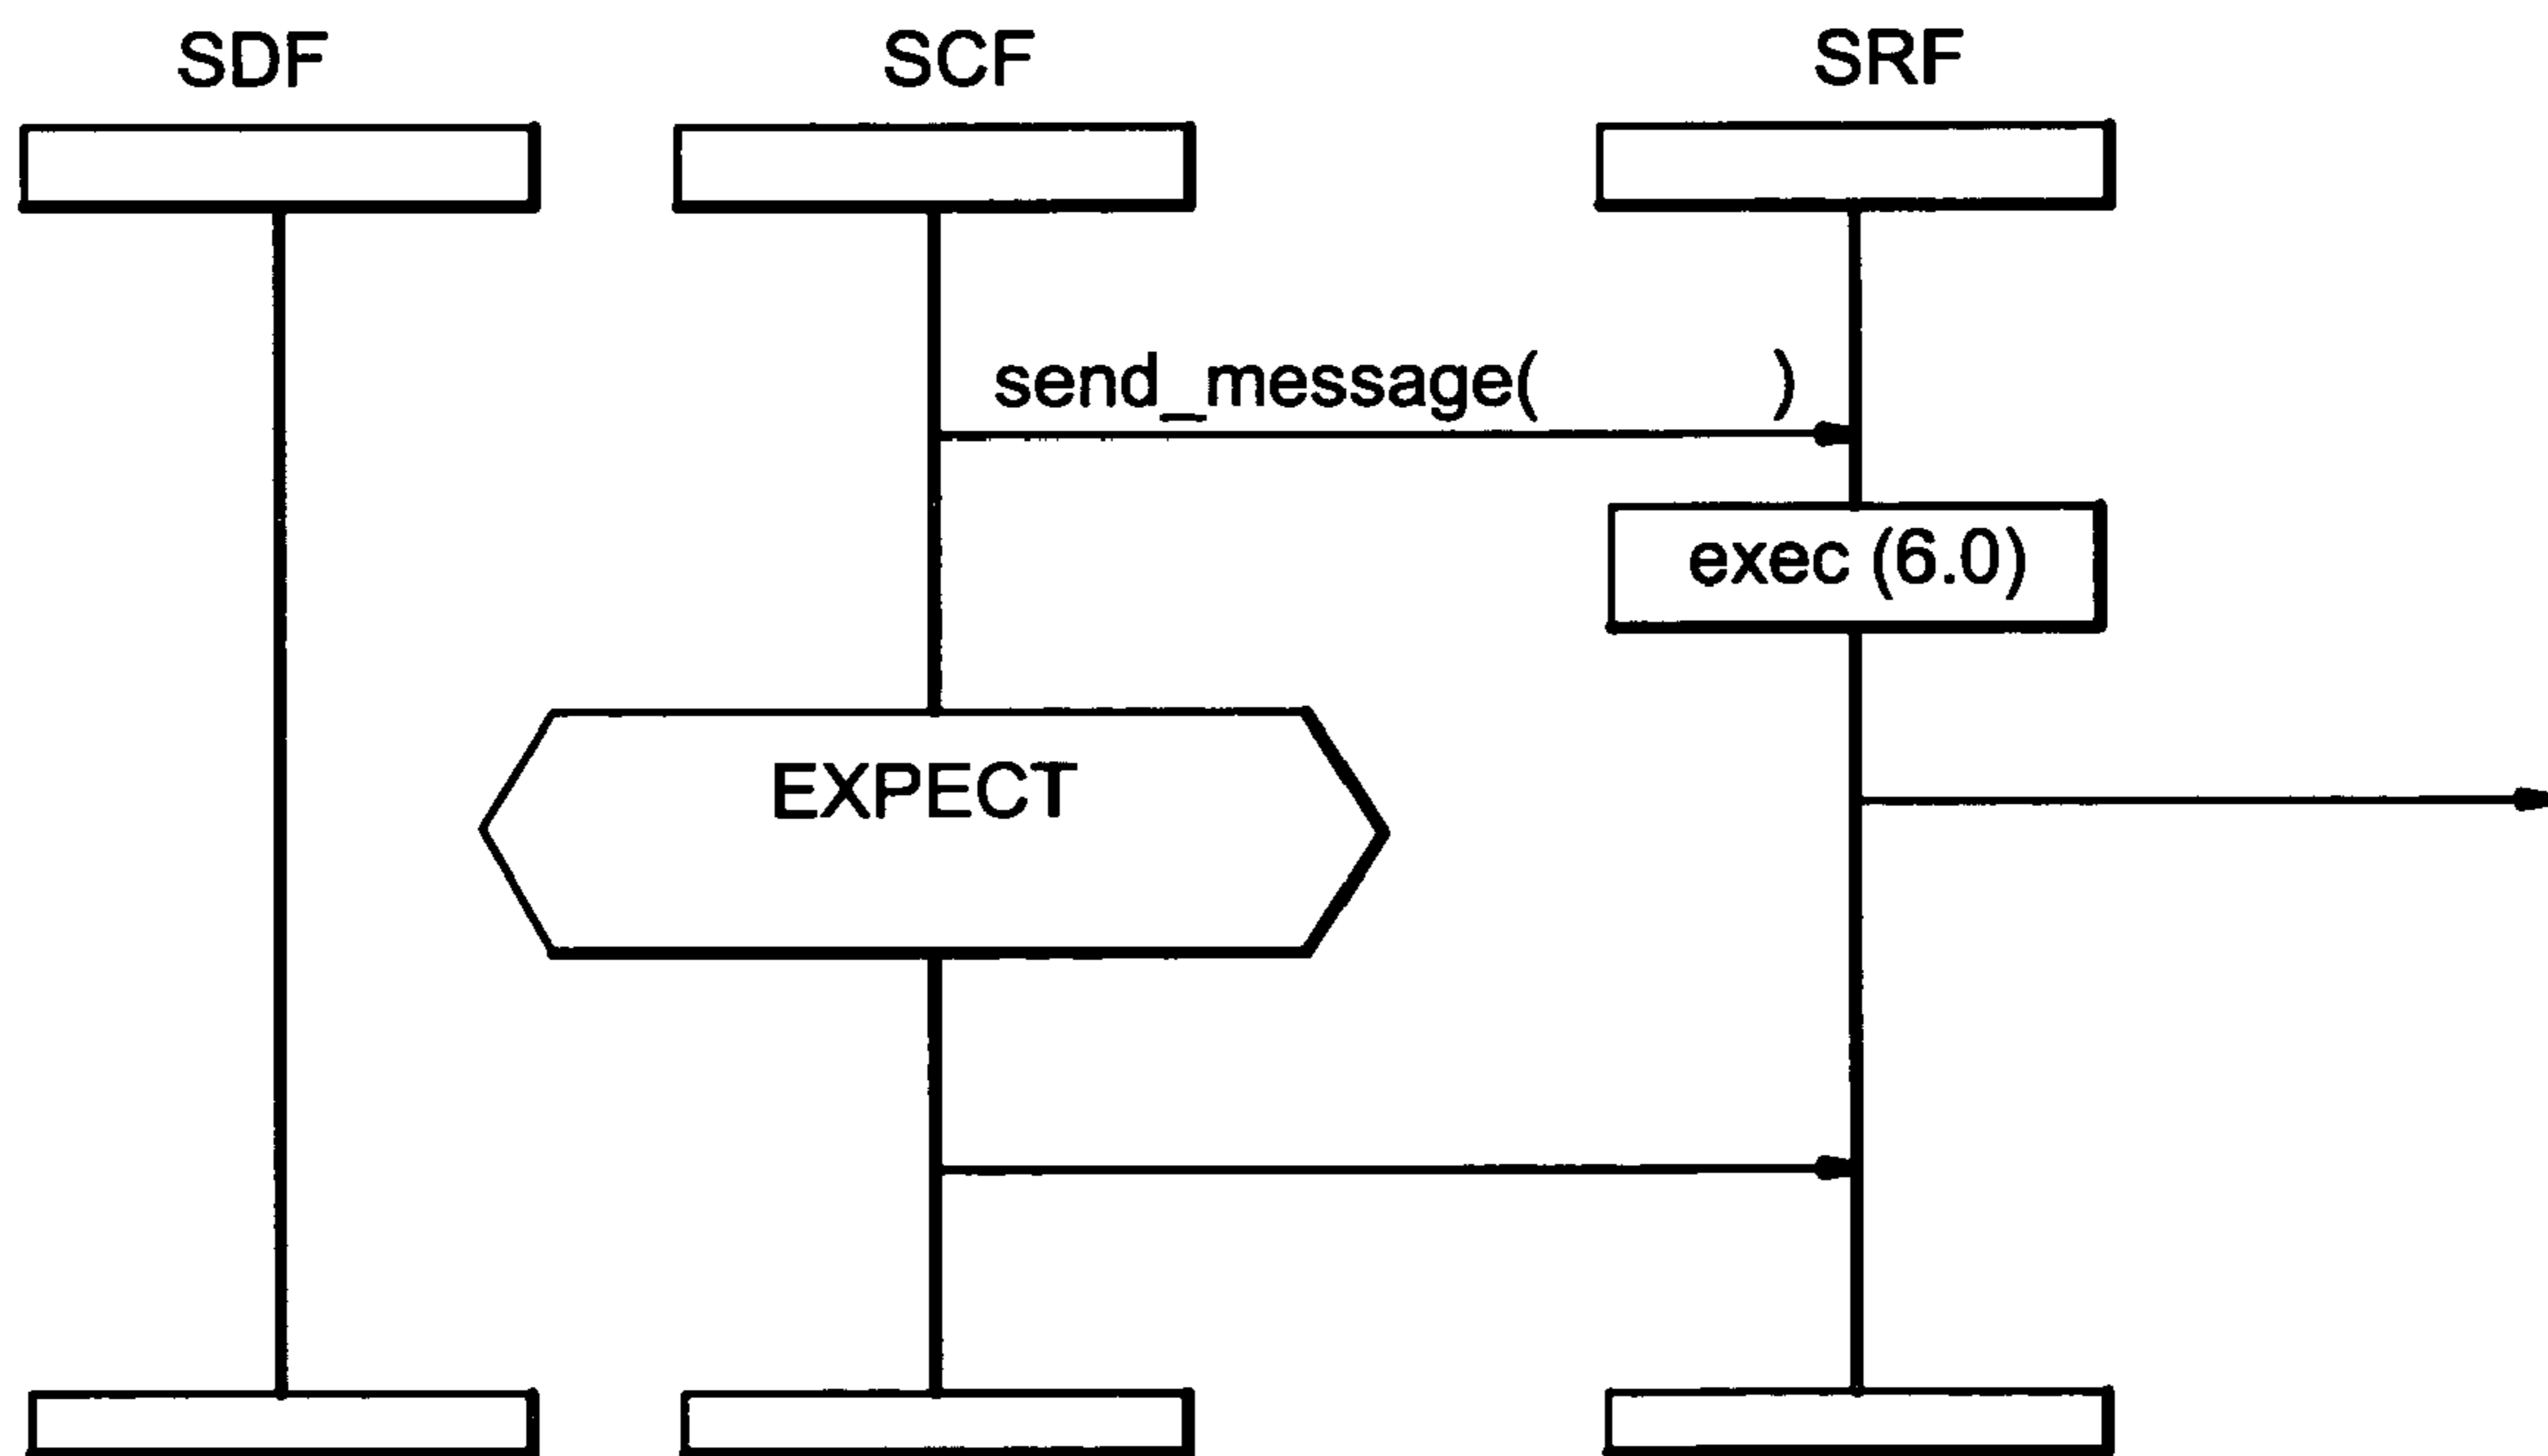 SDF
SCF
SRF
send_message( )
exec (6.0)
EXPECT